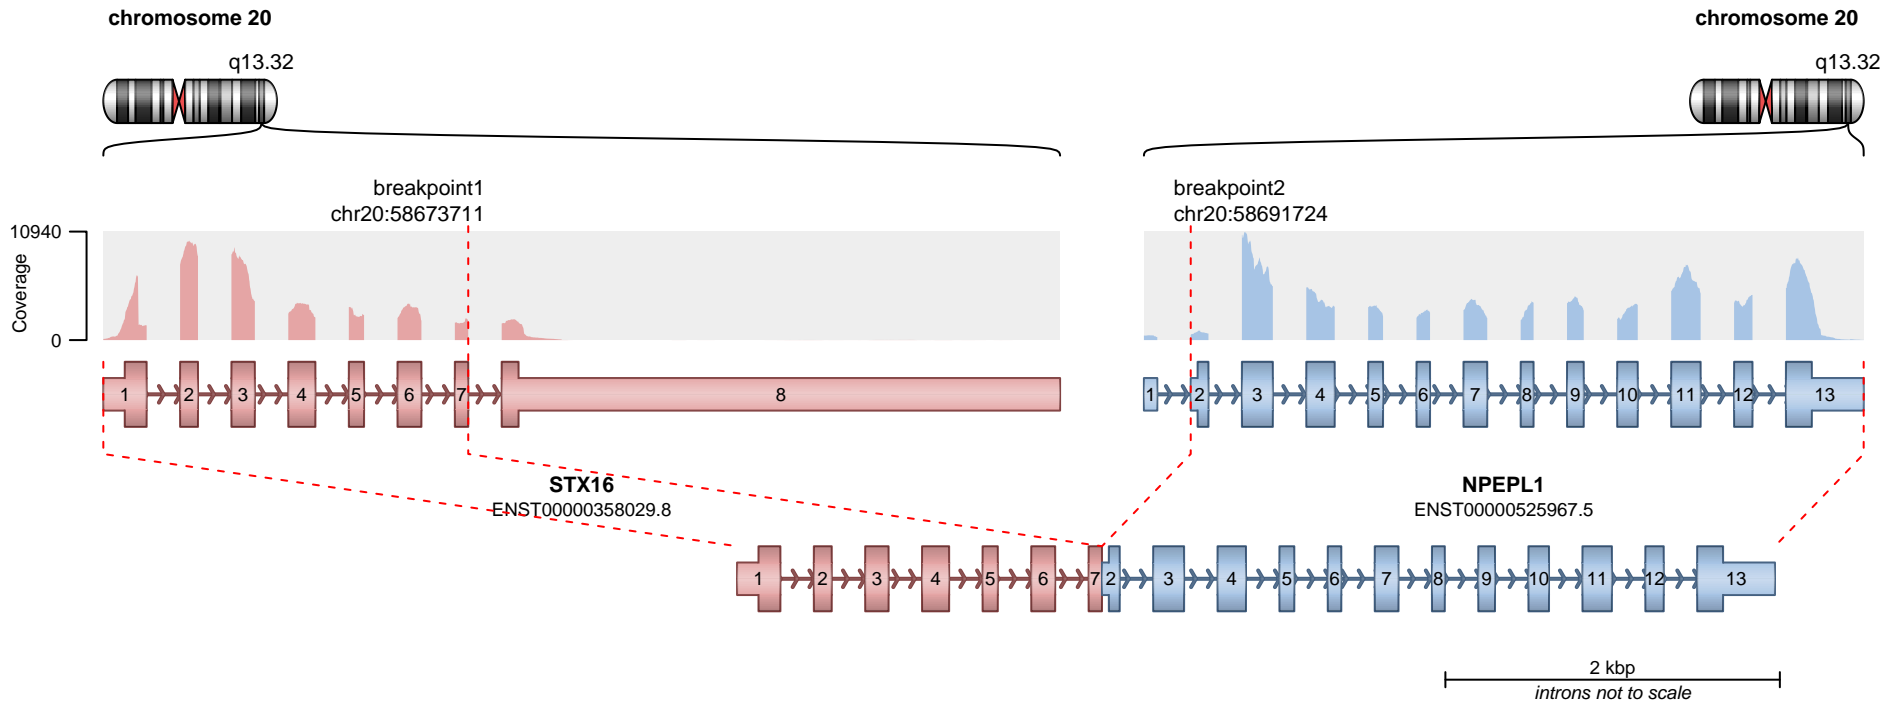 chromosome 20
chromosome 20
q13.32
q13.32
breakpoint1
chr20:58673711
breakpoint2
chr20:58691724
10940
Coverage
0
1 2 3 4 5 6 7 8
1 2 3 4 5 6 7 8 9 10 11 12 13
STX16
ENST00000358029.8
NPEPL1
ENST00000525967.5
1 2 3 4 5 6 7 2 3 4 5 6 7 8 9 10 11 12 13
2 kbp
introns not to scale